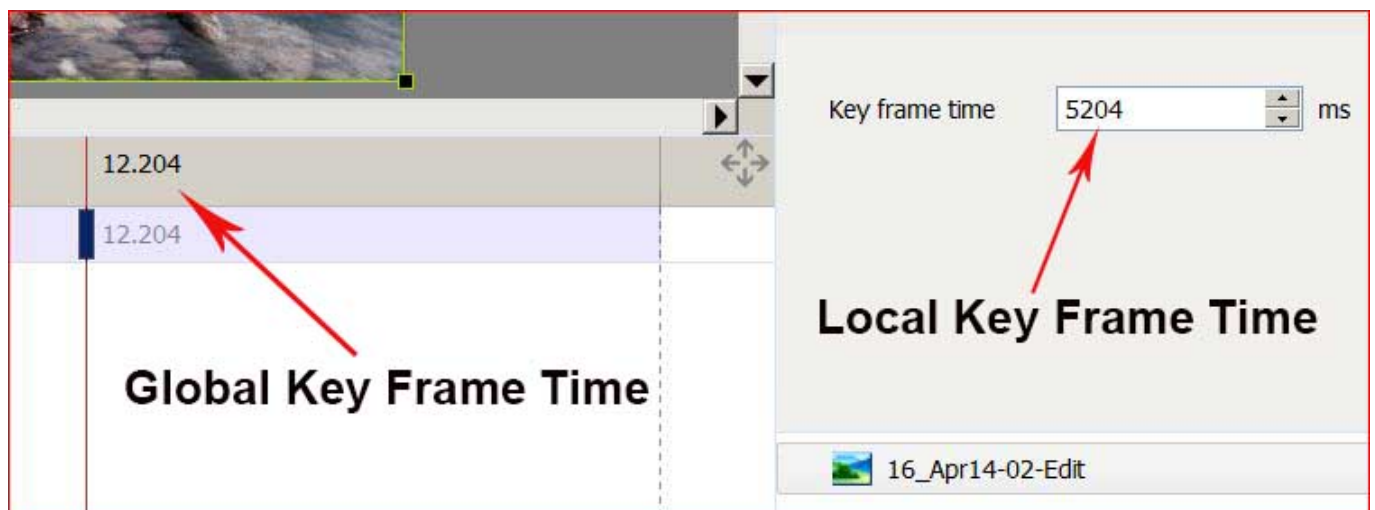 Key frame time 5204 ms
12.204
12.204
Local Key Frame Time
Global Key Frame Time
16_Apr14-02-Edit